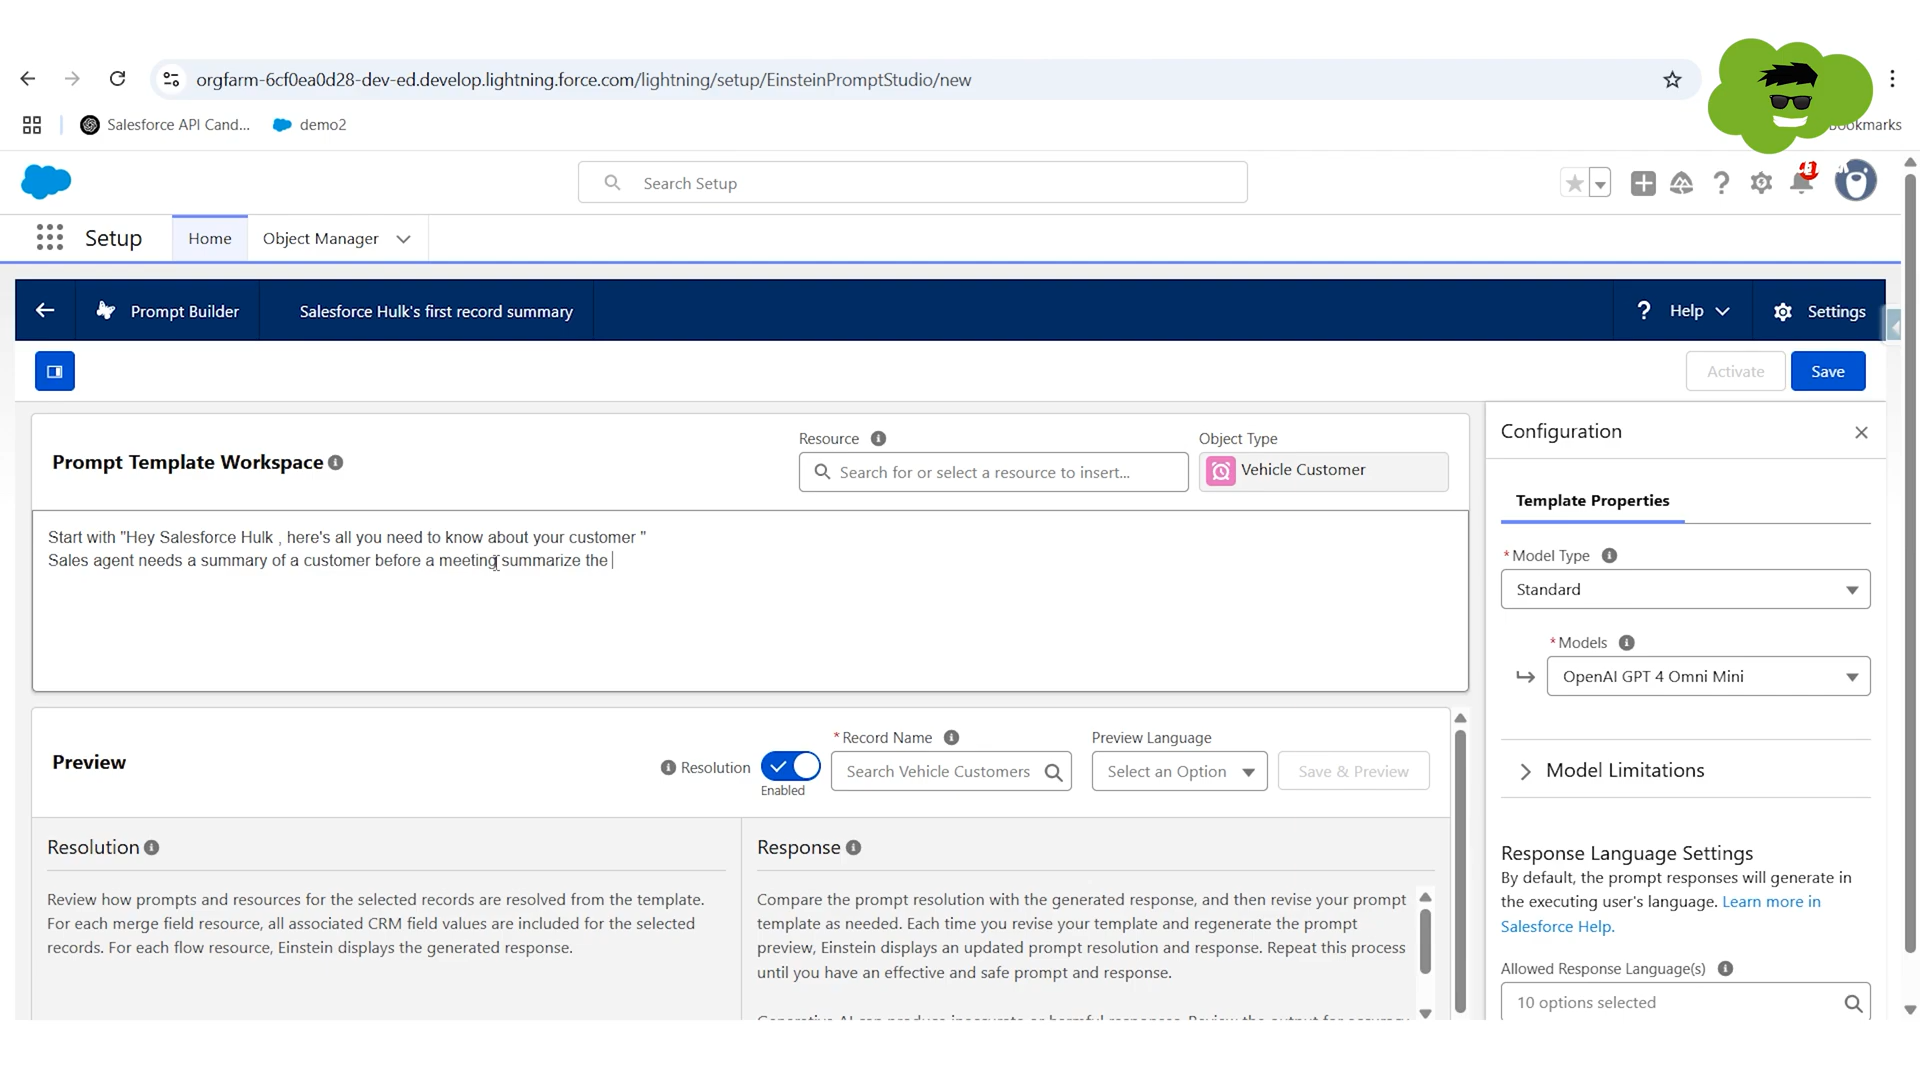 orgfarm-6cf0ea0d28-dev-ed.develop.lightning.force.com/lightning/setup/EinsteinPromptStudio/new
Salesforce API Cand...
demo2
Bookmarks
Search Setup
Setup
Home
Object Manager
Prompt Builder
Salesforce Hulk's first record summary
Help
Settings
Activate
Save
Prompt Template Workspace
Resource
Search for or select a resource to insert...
Object Type
Vehicle Customer
Start with "Hey Salesforce Hulk , here's all you need to know about your customer "
Sales agent needs a summary of a customer before a meeting summarize the
Configuration
Template Properties
*Model Type
Standard
*Models
OpenAI GPT 4 Omni Mini
Model Limitations
Response Language Settings
By default, the prompt responses will generate in
the executing user's language. Learn more in
Salesforce Help.
Allowed Response Language(s)
10 options selected
Preview
Resolution
Enabled
*Record Name
Search Vehicle Customers
Preview Language
Select an Option
Save & Preview
Resolution
Review how prompts and resources for the selected records are resolved from the template.
For each merge field resource, all associated CRM field values are included for the selected
records. For each flow resource, Einstein displays the generated response.
Response
Compare the prompt resolution with the generated response, and then revise your prompt
template as needed. Each time you revise your template and regenerate the prompt
preview, Einstein displays an updated prompt resolution and response. Repeat this process
until you have an effective and safe prompt and response.